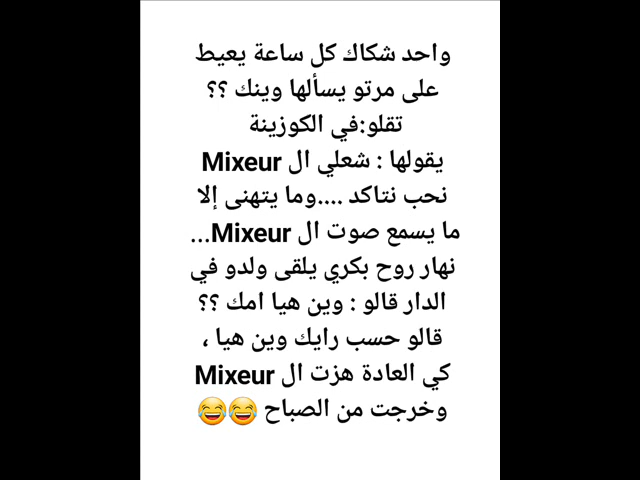 واحد شكاك كل ساعة يعيط
على مرتو يسألها وينك ؟؟
تقلو:في الكوزينة
يقولها : شعلي ال Mixeur
نحب نتاكد ....وما يتهنى إلا
ما يسمع صوت ال Mixeur...
نهار روح بكري يلقى ولدو في
الدار قالو : وين هيا امك ؟؟
قالو حسب رايك وين هيا ،
كي العادة هزت ال Mixeur
وخرجت من الصباح 😂😂